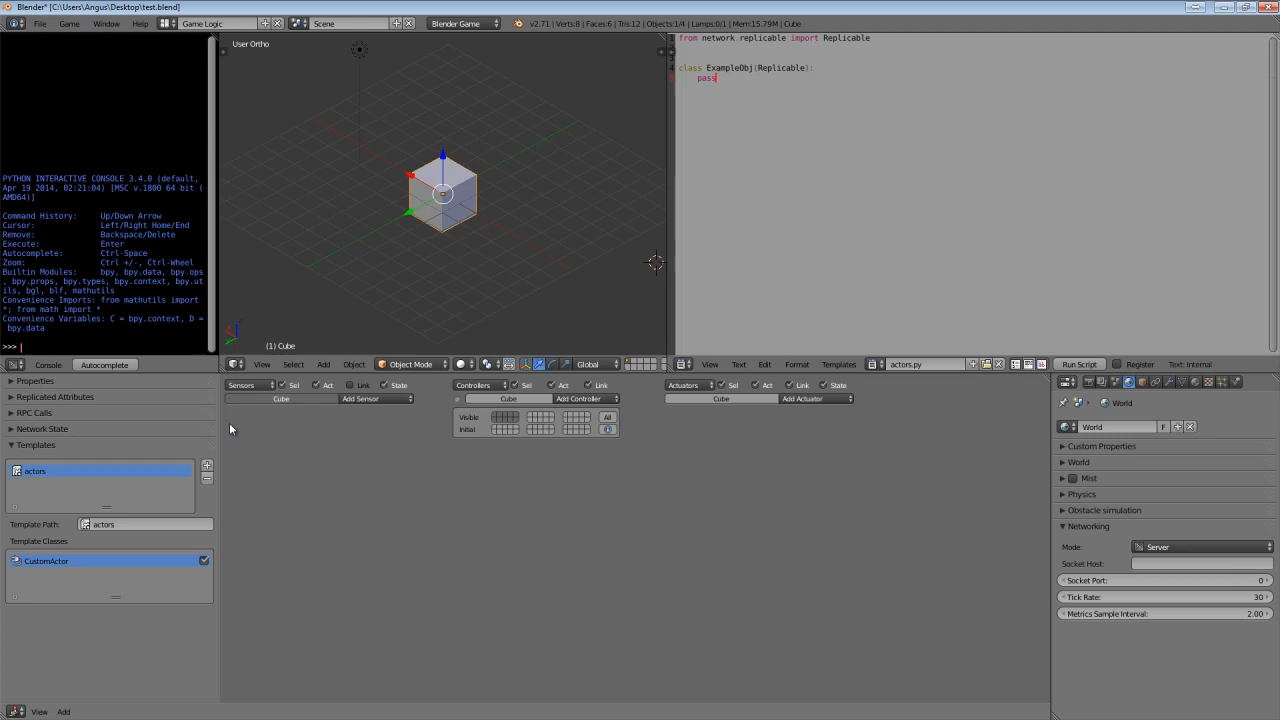 Blender* [C:\Users\Angus\Desktop\test.blend]
File Game Window Help Game Logic Scene Blender Game v2.71 | Verts:8 | Faces:6 | Tris:12 | Objects:1/4 | Lamps:0/1 | Mem:15.79M | Cube
User Ortho
1 from network.replicable import Replicable
4 class ExampleObj(Replicable):
5 pass
PYTHON INTERACTIVE CONSOLE 3.4.0 (default,
Apr 19 2014, 02:21:04) [MSC v.1800 64 bit (
AMD64)]
Command History: Up/Down Arrow
Cursor: Left/Right Home/End
Remove: Backspace/Delete
Execute: Enter
Autocomplete: Ctrl-Space
Zoom: Ctrl +/-, Ctrl-Wheel
Builtin Modules: bpy, bpy.data, bpy.ops
, bpy.props, bpy.types, bpy.context, bpy.ut
ils, bgl, blf, mathutils
Convenience Imports: from mathutils import
*; from math import *
Convenience Variables: C = bpy.context, D =
bpy.data
>>>
(1) Cube
Console Autocomplete
View Select Add Object Object Mode Global
View Text Edit Format Templates actors.py Run Script Register Text: Internal
Properties
Replicated Attributes
RPC Calls
Network State
Templates
actors
Template Path: actors
Template Classes
CustomActor
Sensors Sel Act Link State
Cube Add Sensor
Controllers Sel Act Link
Cube Add Controller
Visible All
Initial
Actuators Sel Act Link State
Cube Add Actuator
World
World F
Custom Properties
World
Mist
Physics
Obstacle simulation
Networking
Mode: Server
Socket Host:
Socket Port: 0
Tick Rate: 30
Metrics Sample Interval: 2.00
View Add